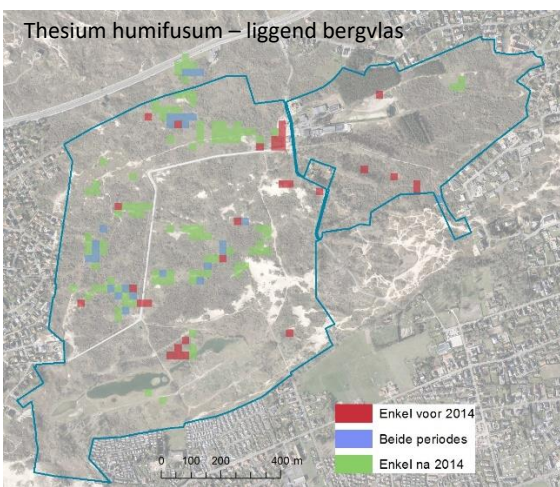 Thesium humifusum – liggend bergvlas
Enkel voor 2014
Beide periodes
Enkel na 2014
0 100 200 400 m